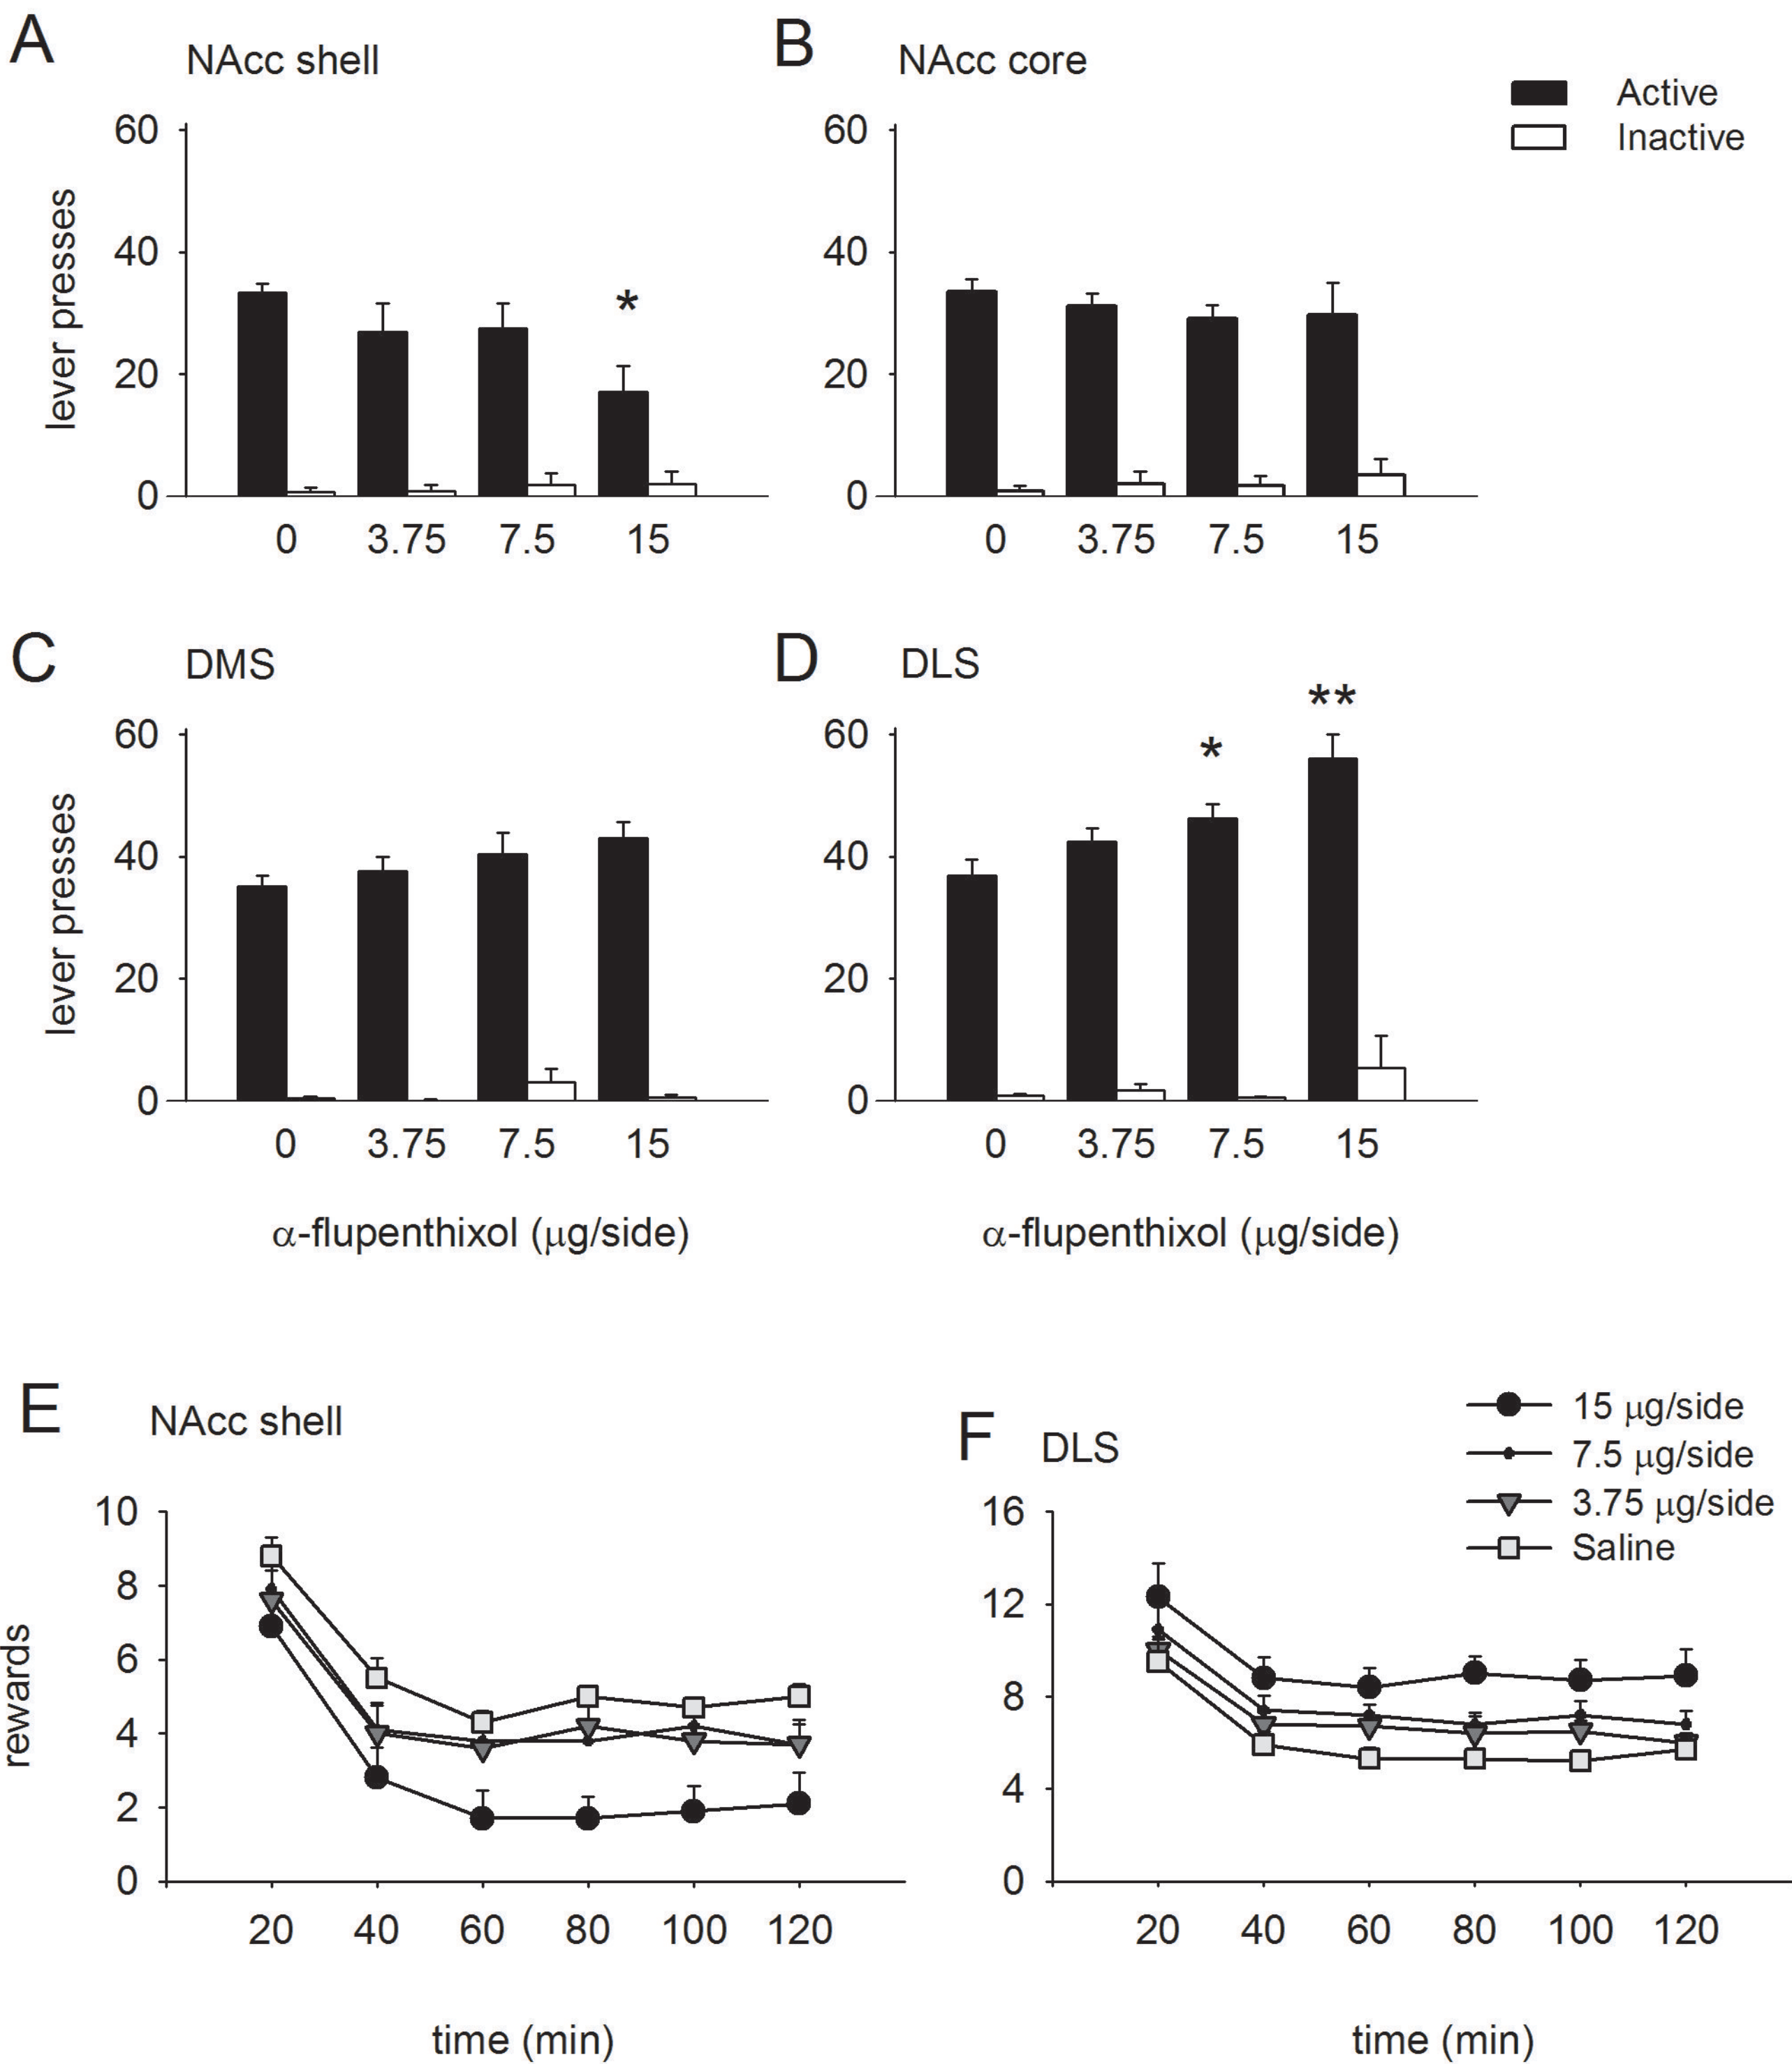 A
NAcc shell
B
NAcc core
Active
Inactive
60
40
20
0
lever presses
*
0 3.75 7.5 15
60
40
20
0
0 3.75 7.5 15
C
DMS
D
DLS
60
40
20
0
lever presses
0 3.75 7.5 15
α-flupenthixol (μg/side)
60
40
20
0
*
**
0 3.75 7.5 15
α-flupenthixol (μg/side)
E
NAcc shell
F
DLS
15 μg/side
7.5 μg/side
3.75 μg/side
Saline
10
8
6
4
2
0
rewards
20 40 60 80 100 120
time (min)
16
12
8
4
0
20 40 60 80 100 120
time (min)